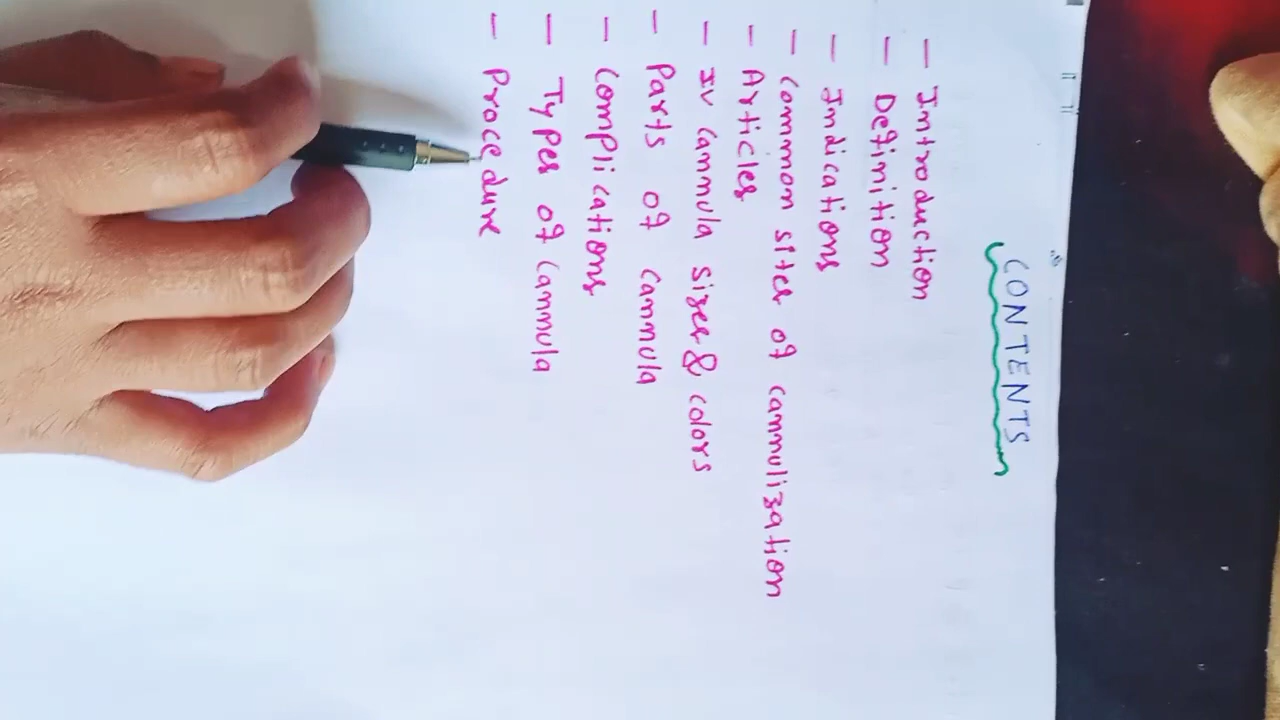 CONTENTS
- Introduction
- Definition
- Indications
- Common sites of cannulization
- Articles
- IV Cannula sizes & colors
- Parts of cannula
- Complications
- Types of Cannula
- Procedure